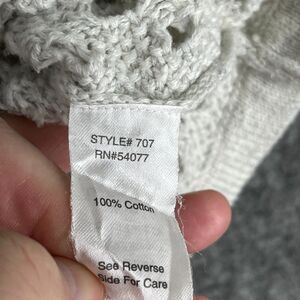 STYLE# 707
RN#54077
100% Cotton
See Reverse
Side For Care